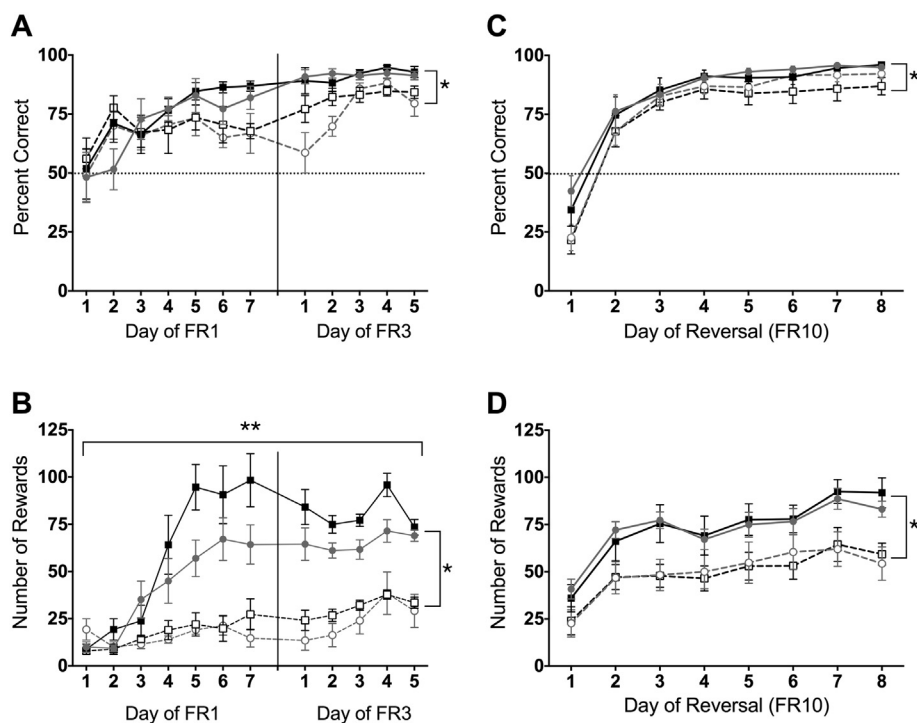 A
C
Percent Correct
100
75
50
25
0
*
1 2 3 4 5 6 7 1 2 3 4 5
Day of FR1 Day of FR3
Percent Correct
100
75
50
25
0
*
1 2 3 4 5 6 7 8
Day of Reversal (FR10)
B
D
Number of Rewards
125
100
75
50
25
0
**
*
1 2 3 4 5 6 7 1 2 3 4 5
Day of FR1 Day of FR3
Number of Rewards
125
100
75
50
25
0
*
1 2 3 4 5 6 7 8
Day of Reversal (FR10)